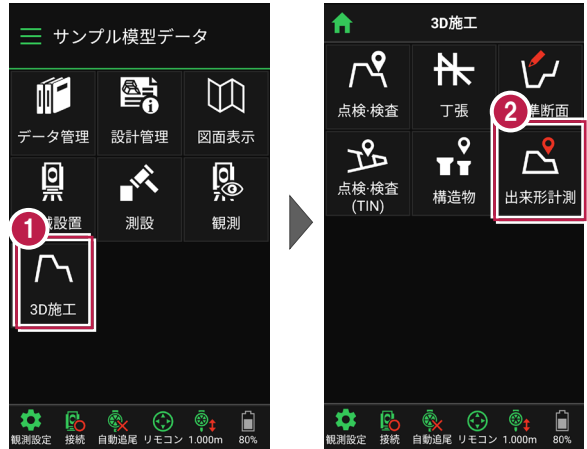 サンプル模型データ
データ管理
設計管理
図面表示
設置
測設
観測
1
3D施工
観測設定
接続
自動追尾
リモコン
1.000m
80%
3D施工
点検・検査
丁張
準断面
2
点検・検査
(TIN)
構造物
出来形計測
観測設定
接続
自動追尾
リモコン
1.000m
80%